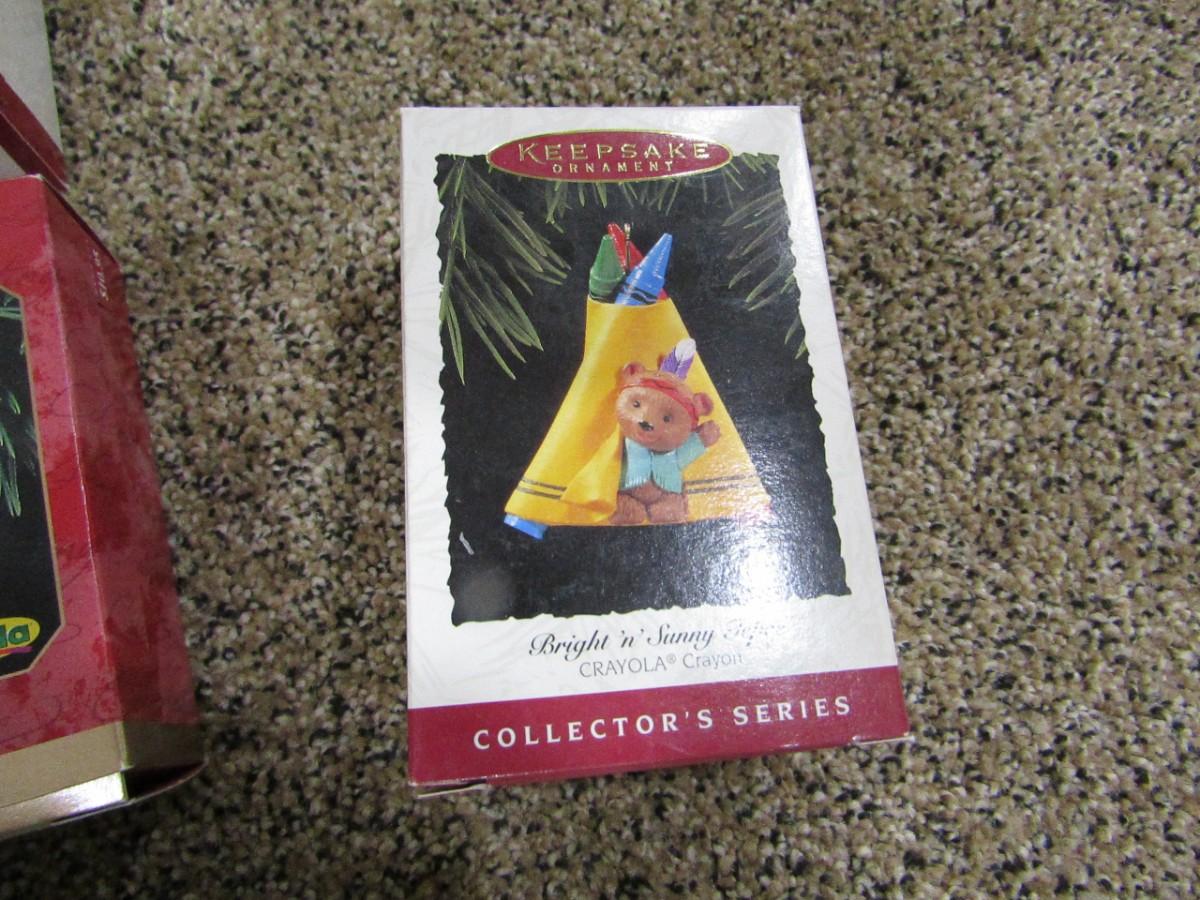 KEEPSAKE
ORNAMENT
Bright 'n' Sunny
CRAYOLA® Crayon
COLLECTOR'S SERIES